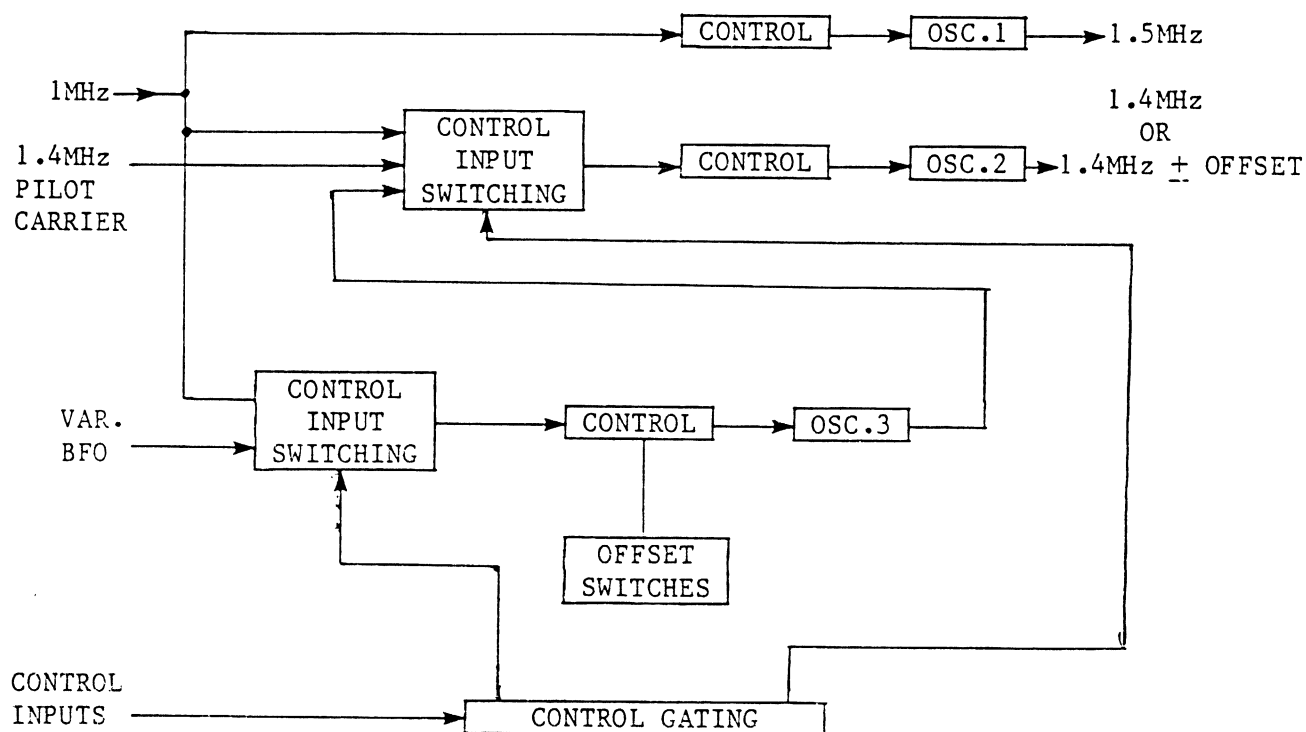 CONTROL
OSC.1
1.5MHz
1MHz
CONTROL
INPUT
SWITCHING
1.4MHz
PILOT
CARRIER
CONTROL
OSC.2
1.4MHz
OR
1.4MHz ± OFFSET
CONTROL
INPUT
SWITCHING
VAR.
BFO
CONTROL
OSC.3
OFFSET
SWITCHES
CONTROL
INPUTS
CONTROL GATING